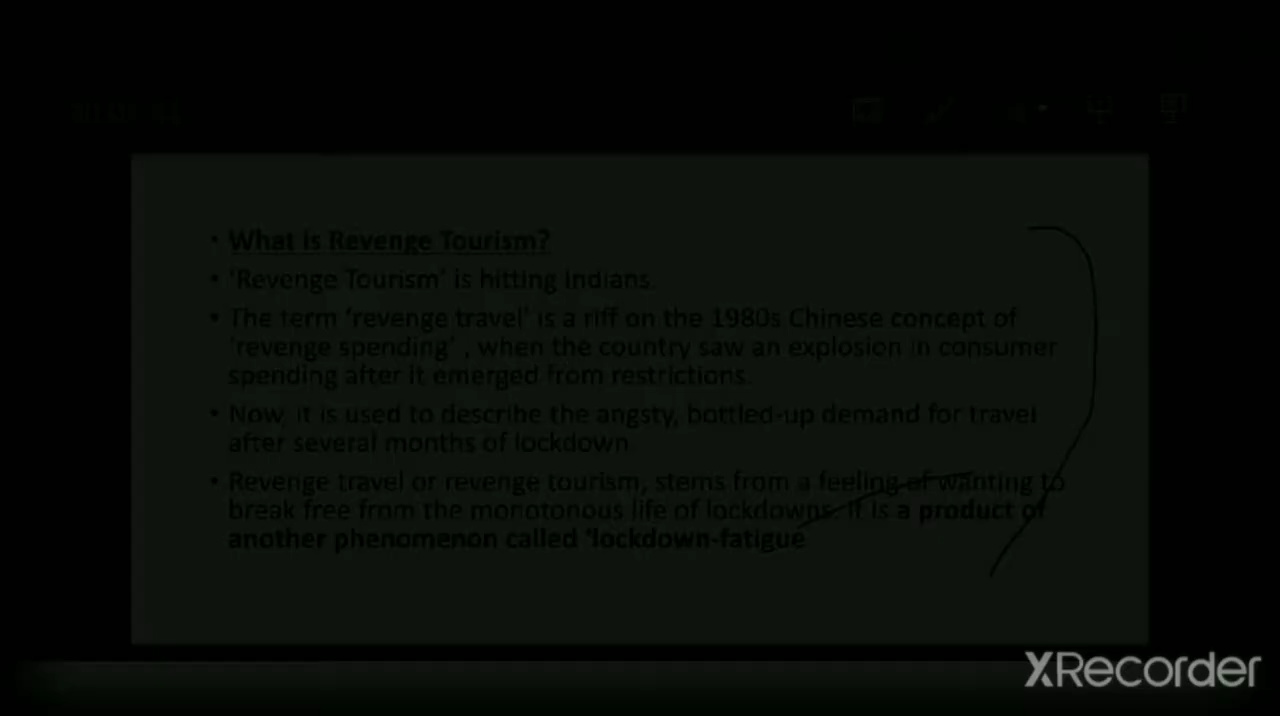 • What is Revenge Tourism?
• 'Revenge Tourism' is hitting Indians.
• The term 'revenge travel' is a riff on the 1980s Chinese concept of
'revenge spending' , when the country saw an explosion in consumer
spending after it emerged from restrictions.
• Now, it is used to describe the angsty, bottled-up demand for travel
after several months of lockdown.
• Revenge travel or revenge tourism, stems from a feeling of wanting to
break free from the monotonous life of lockdowns. It is a product of
another phenomenon called 'lockdown-fatigue
XRecorder